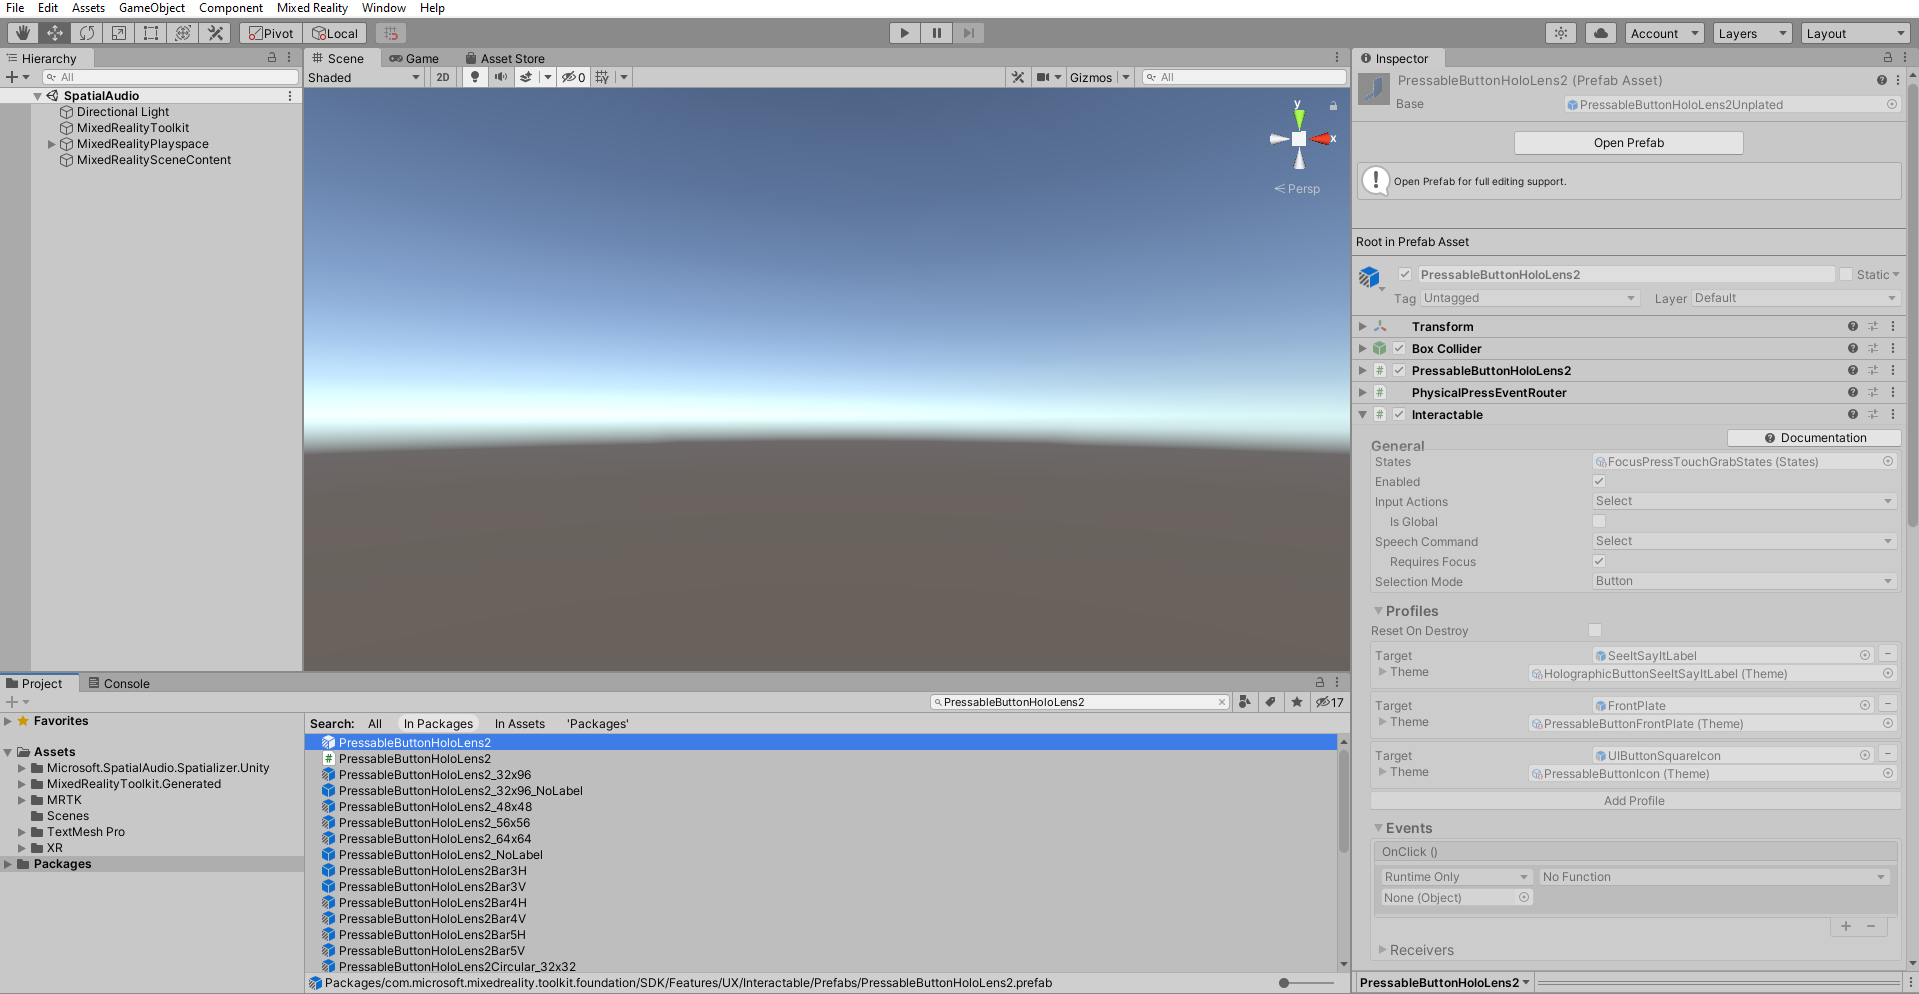 File Edit Assets GameObject Component Mixed Reality Window Help
Pivot Local Account Layers Layout
Hierarchy
All
SpatialAudio
Directional Light
MixedRealityToolkit
MixedRealityPlayspace
MixedRealitySceneContent
Scene Game Asset Store
Shaded 2D 0 Gizmos All
y
x
Persp
Inspector
PressableButtonHoloLens2 (Prefab Asset)
Base PressableButtonHoloLens2Unplated
Open Prefab
Open Prefab for full editing support.
Root in Prefab Asset
PressableButtonHoloLens2 Static
Tag Untagged Layer Default
Transform
Box Collider
# PressableButtonHoloLens2
# PhysicalPressEventRouter
# Interactable
Documentation
General
States FocusPressTouchGrabStates (States)
Enabled
Input Actions Select
Is Global
Speech Command Select
Requires Focus
Selection Mode Button
Profiles
Reset On Destroy
Target SeeItSayItLabel
Theme HolographicButtonSeeItSayItLabel (Theme)
Target FrontPlate
Theme PressableButtonFrontPlate (Theme)
Target UIButtonSquareIcon
Theme PressableButtonIcon (Theme)
Add Profile
Events
OnClick ()
Runtime Only No Function
None (Object)
Receivers
PressableButtonHoloLens2
Project Console
PressableButtonHoloLens2 17
Favorites
Assets
Microsoft.SpatialAudio.Spatializer.Unity
MixedRealityToolkit.Generated
MRTK
Scenes
TextMesh Pro
XR
Packages
Search: All In Packages In Assets 'Packages'
PressableButtonHoloLens2
# PressableButtonHoloLens2
PressableButtonHoloLens2_32x96
PressableButtonHoloLens2_32x96_NoLabel
PressableButtonHoloLens2_48x48
PressableButtonHoloLens2_56x56
PressableButtonHoloLens2_64x64
PressableButtonHoloLens2_NoLabel
PressableButtonHoloLens2Bar3H
PressableButtonHoloLens2Bar3V
PressableButtonHoloLens2Bar4H
PressableButtonHoloLens2Bar4V
PressableButtonHoloLens2Bar5H
PressableButtonHoloLens2Bar5V
PressableButtonHoloLens2Circular_32x32
Packages/com.microsoft.mixedreality.toolkit.foundation/SDK/Features/UX/Interactable/Prefabs/PressableButtonHoloLens2.prefab